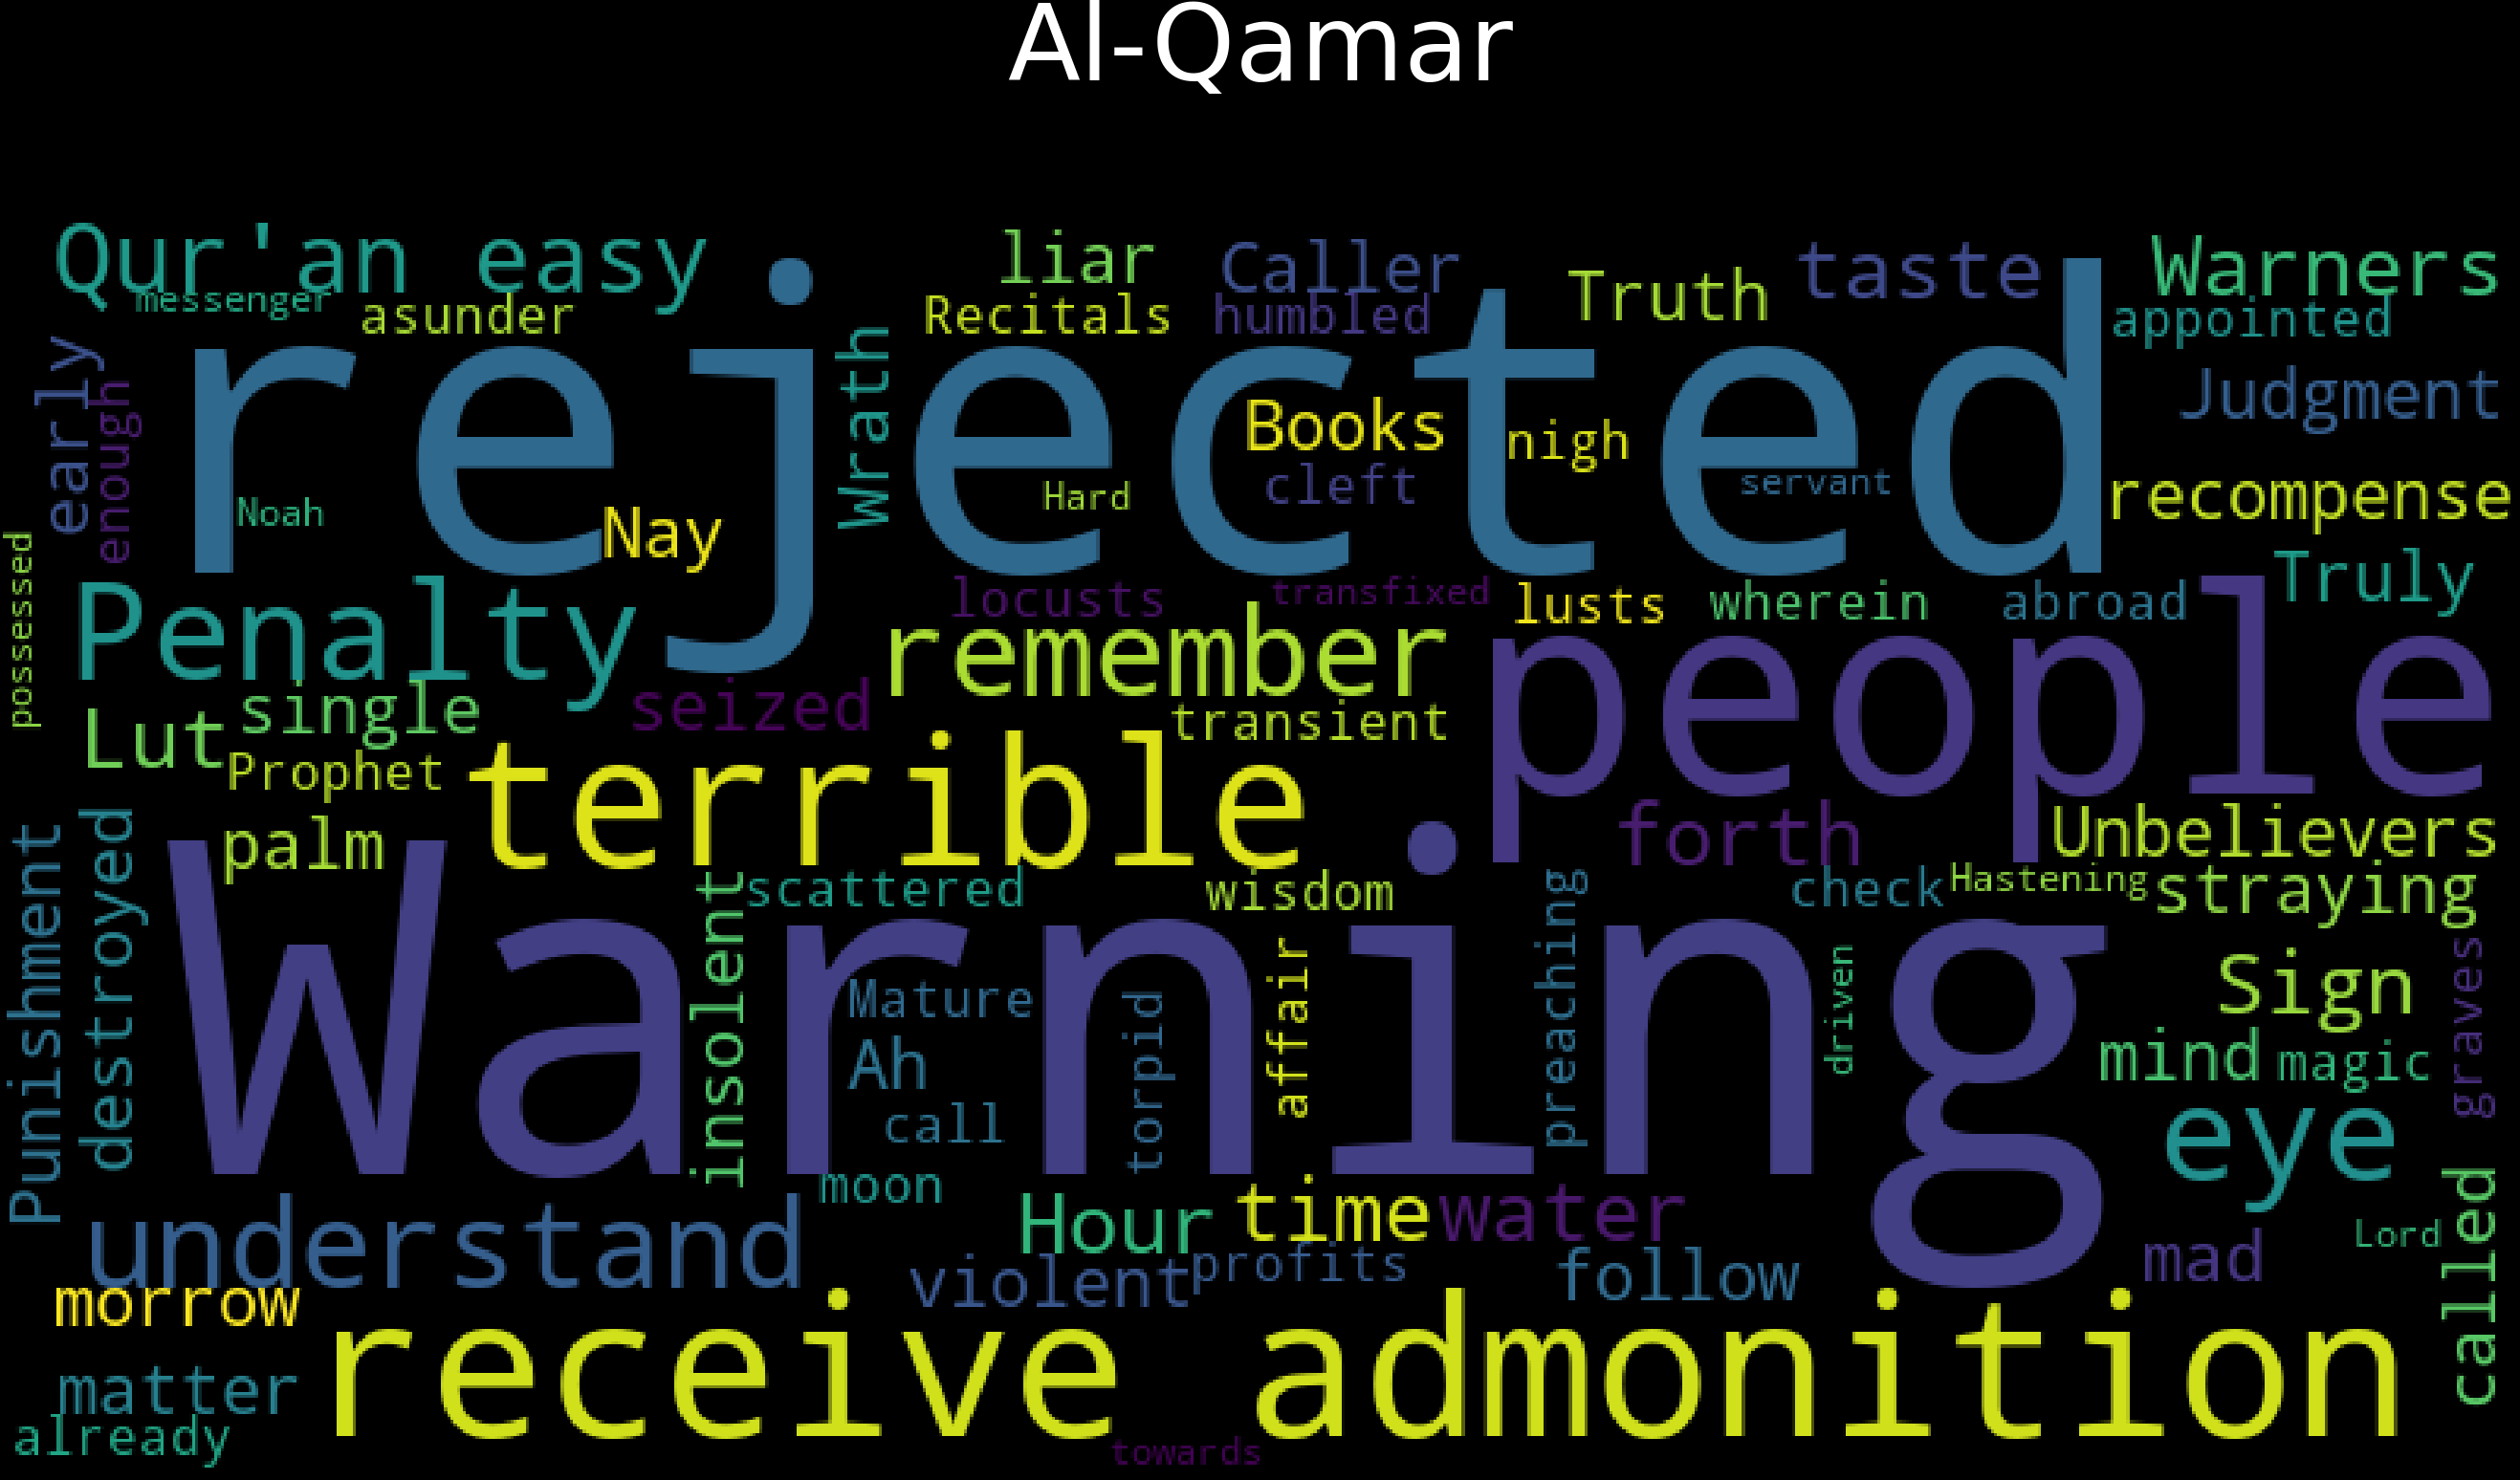 Al-Qamar
Qur'an easy
liar
Caller
Truth
taste
Warners
messenger
asunder
Recitals
humbled
appointed
early
enough
rejected
Wrath
Books
nigh
Judgment
cleft
Hard
servant
recompense
Noah
Nay
possessed
Penalty
locusts
transfixed
lusts
wherein
abroad
Truly
remember
people
Lut
single
seized
transient
Prophet
terrible
palm
forth
Unbelievers
Punishment
destroyed
Warning
insolent
scattered
wisdom
preaching
check
Hastening
straying
Mature
torpid
affair
driven
Sign
graves
Ah
mind
magic
call
eye
moon
understand
Hour
time
water
called
Lord
mad
violent
profits
follow
morrow
receive admonition
matter
already
towards